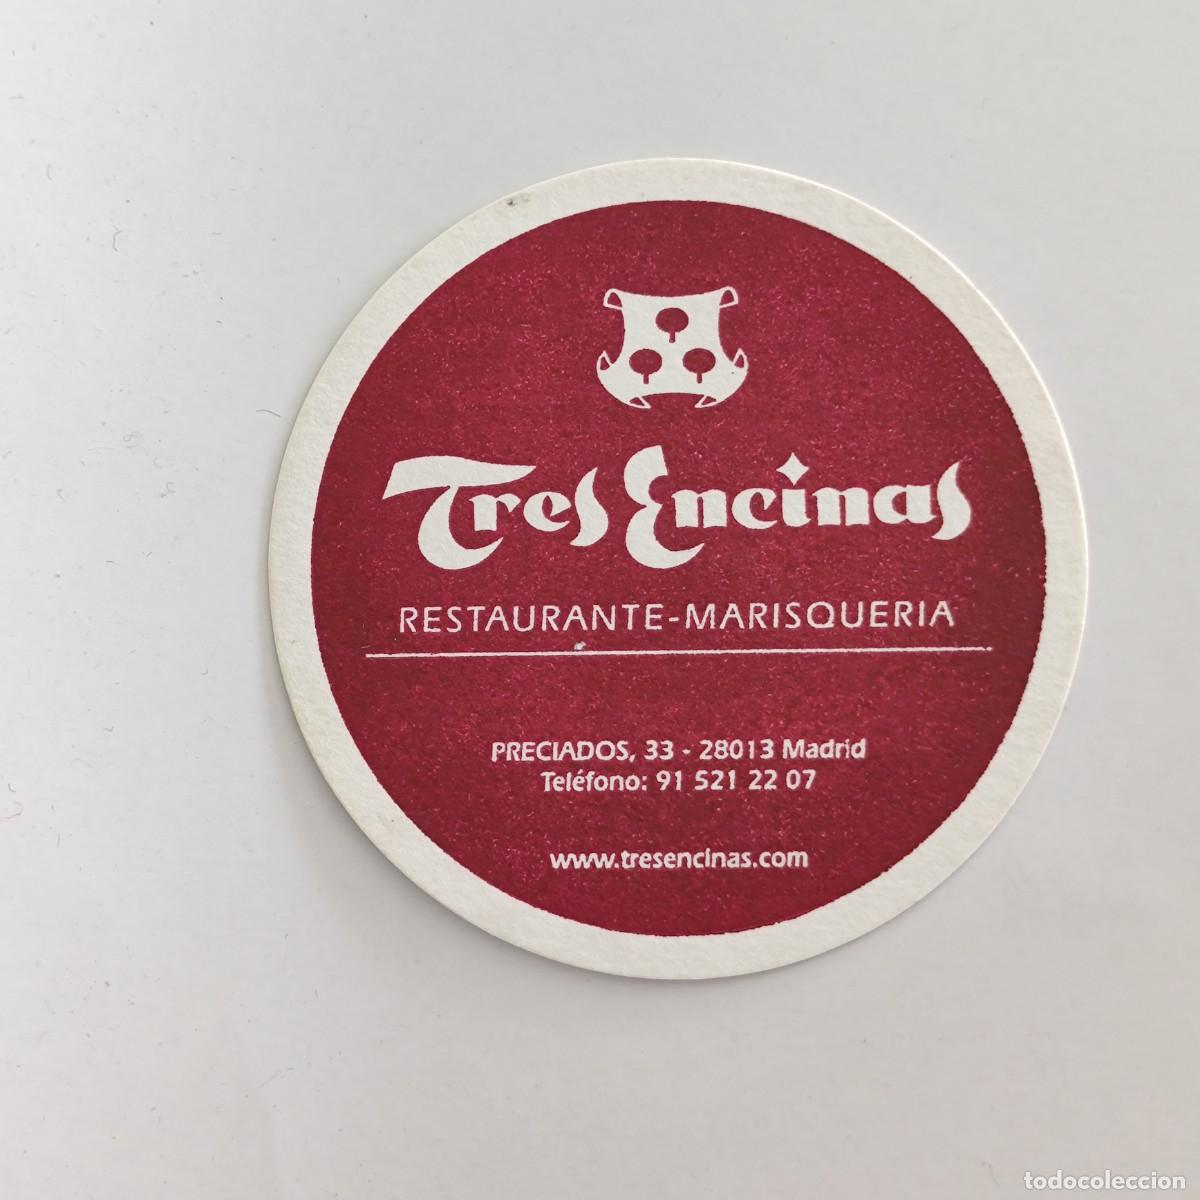 Tres Encinas
RESTAURANTE-MARISQUERIA
PRECIADOS, 33 - 28013 Madrid
Teléfono: 91 521 22 07
www.tresencinas.com
todocoleccion